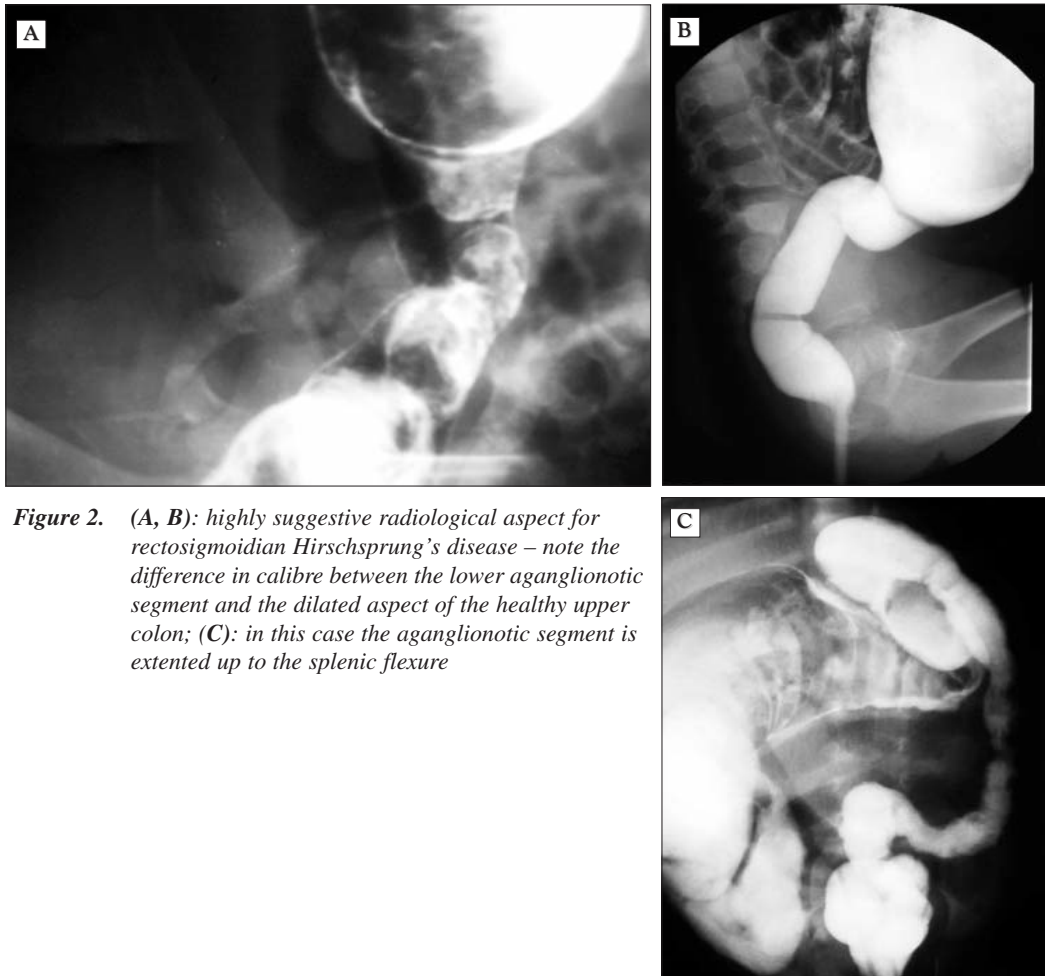 A
B
Figure 2. (A, B): highly suggestive radiological aspect for
rectosigmoidian Hirschsprung's disease – note the
difference in calibre between the lower aganglionotic
segment and the dilated aspect of the healthy upper
colon; (C): in this case the aganglionotic segment is
extented up to the splenic flexure
C